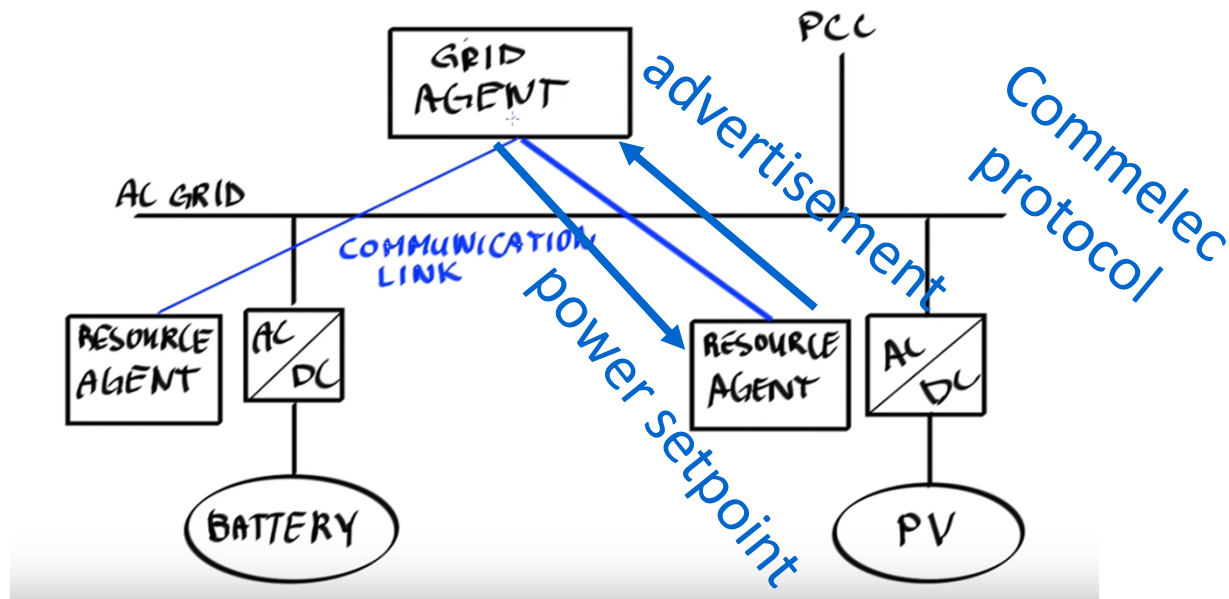 GRID
AGENT
PCC
advertisement
Commelec
protocol
AC GRID
COMMUNICATION
LINK
power setpoint
RESOURCE
AGENT
AC
DC
RESOURCE
AGENT
AC
DC
BATTERY
PV